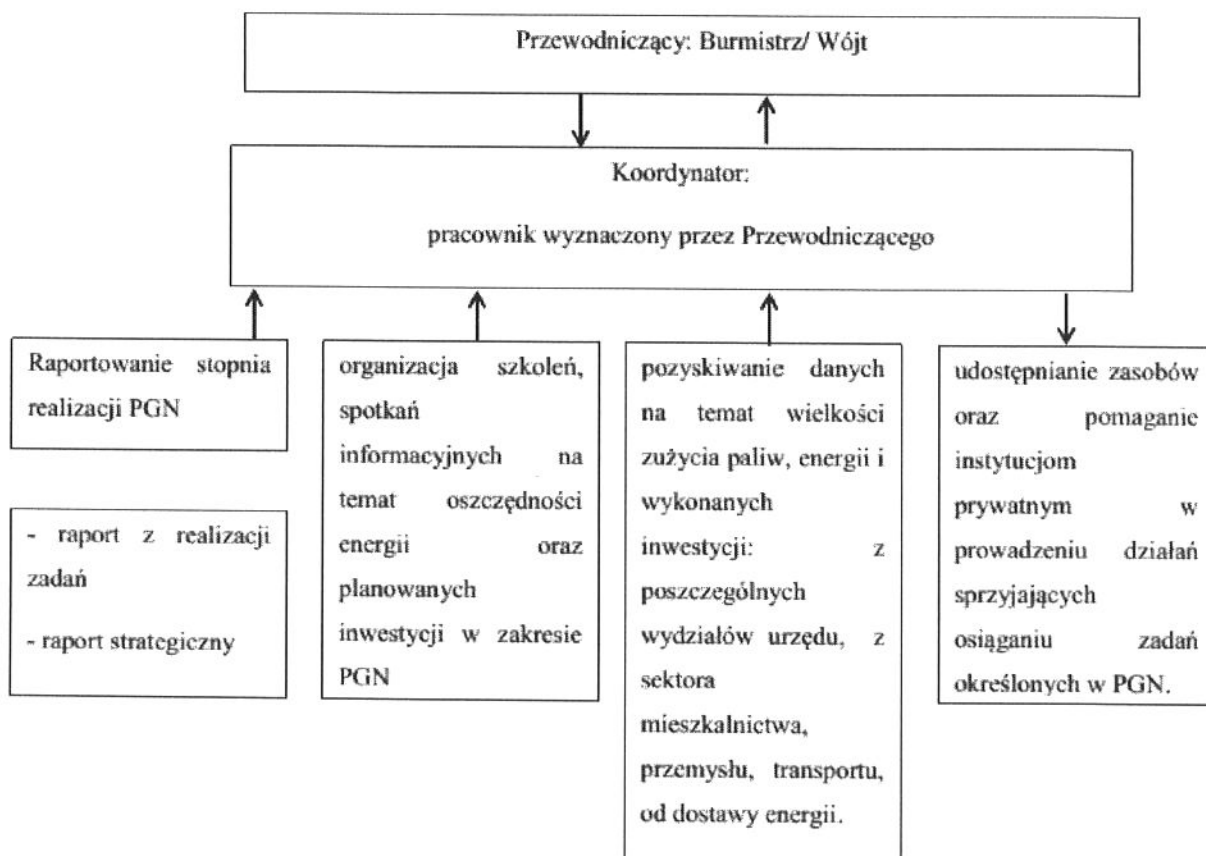 Przewodniczący: Burmistrz/ Wójt
Koordynator:
pracownik wyznaczony przez Przewodniczącego
Raportowanie stopnia
realizacji PGN
- raport z realizacji
zadań
- raport strategiczny
organizacja szkoleń,
spotkań
informacyjnych na
temat oszczędności
energii oraz
planowanych
inwestycji w zakresie
PGN
pozyskiwanie danych
na temat wielkości
zużycia paliw, energii i
wykonanych
inwestycji: z
poszczególnych
wydziałów urzędu, z
sektora
mieszkalnictwa,
przemysłu, transportu,
od dostawy energii.
udostępnianie zasobów
oraz pomaganie
instytucjom
prywatnym w
prowadzeniu działań
sprzyjających
osiąganiu zadań
określonych w PGN.